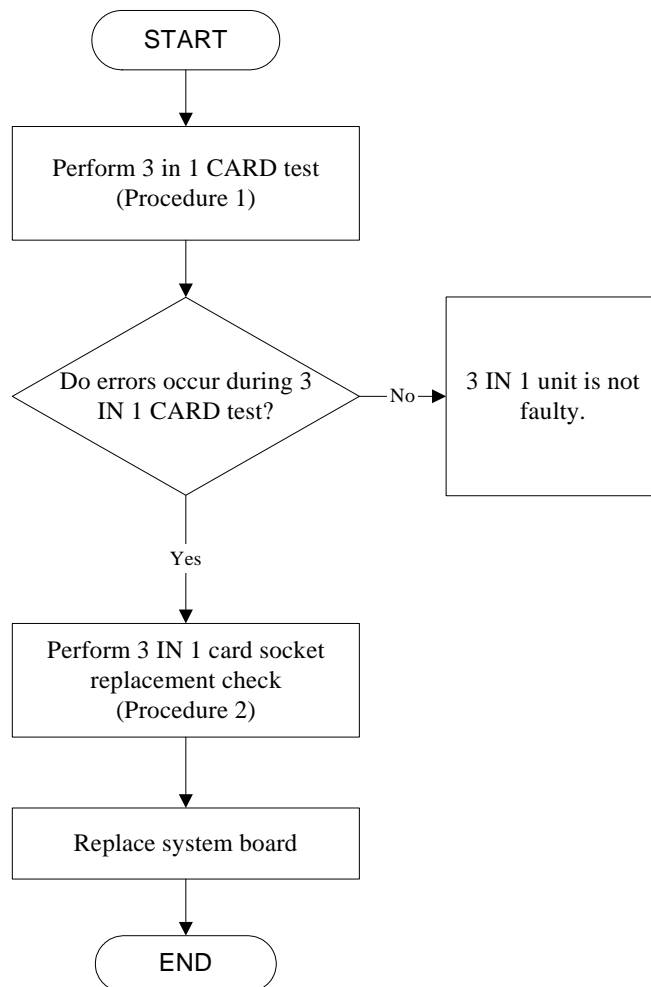 START
Perform 3 in 1 CARD test
(Procedure 1)
Do errors occur during 3
IN 1 CARD test?
No
3 IN 1 unit is not
faulty.
Yes
Perform 3 IN 1 card socket
replacement check
(Procedure 2)
Replace system board
END